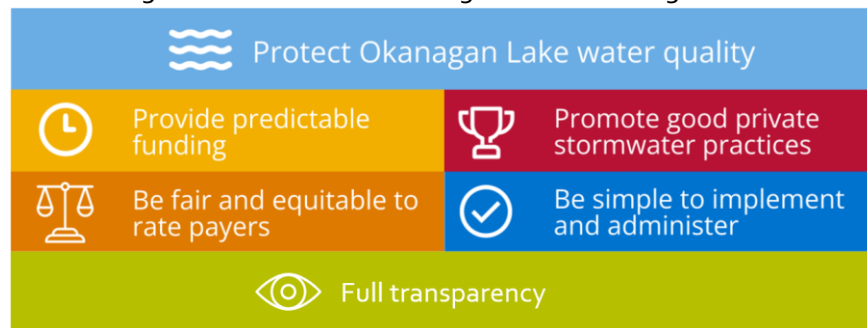 Protect Okanagan Lake water quality
Provide predictable
funding
Promote good private
stormwater practices
Be fair and equitable to
rate payers
Be simple to implement
and administer
Full transparency